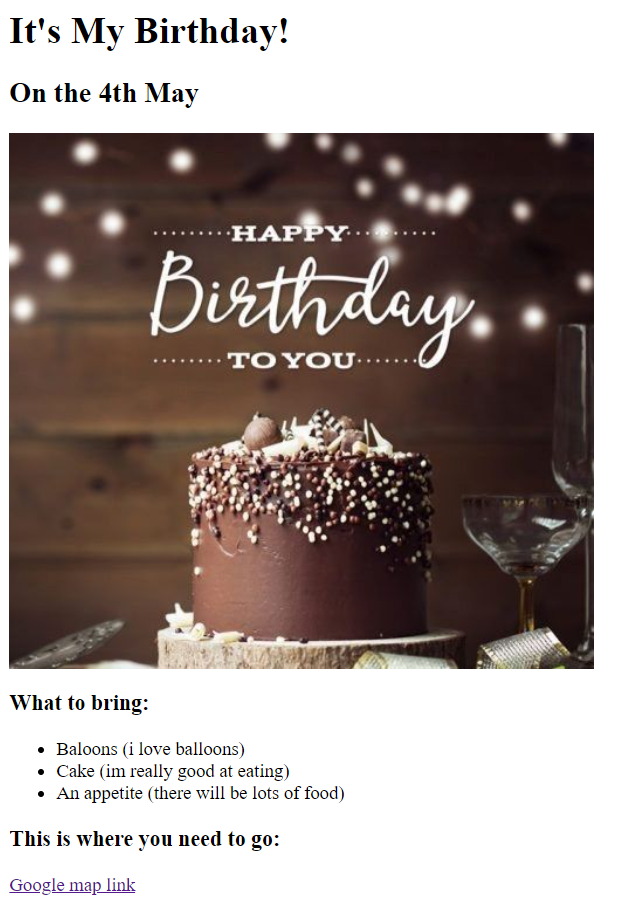 It's My Birthday!
On the 4th May
HAPPY
Birthday
TO YOU
What to bring:
Baloons (i love balloons)
Cake (im really good at eating)
An appetite (there will be lots of food)
This is where you need to go:
Google map link